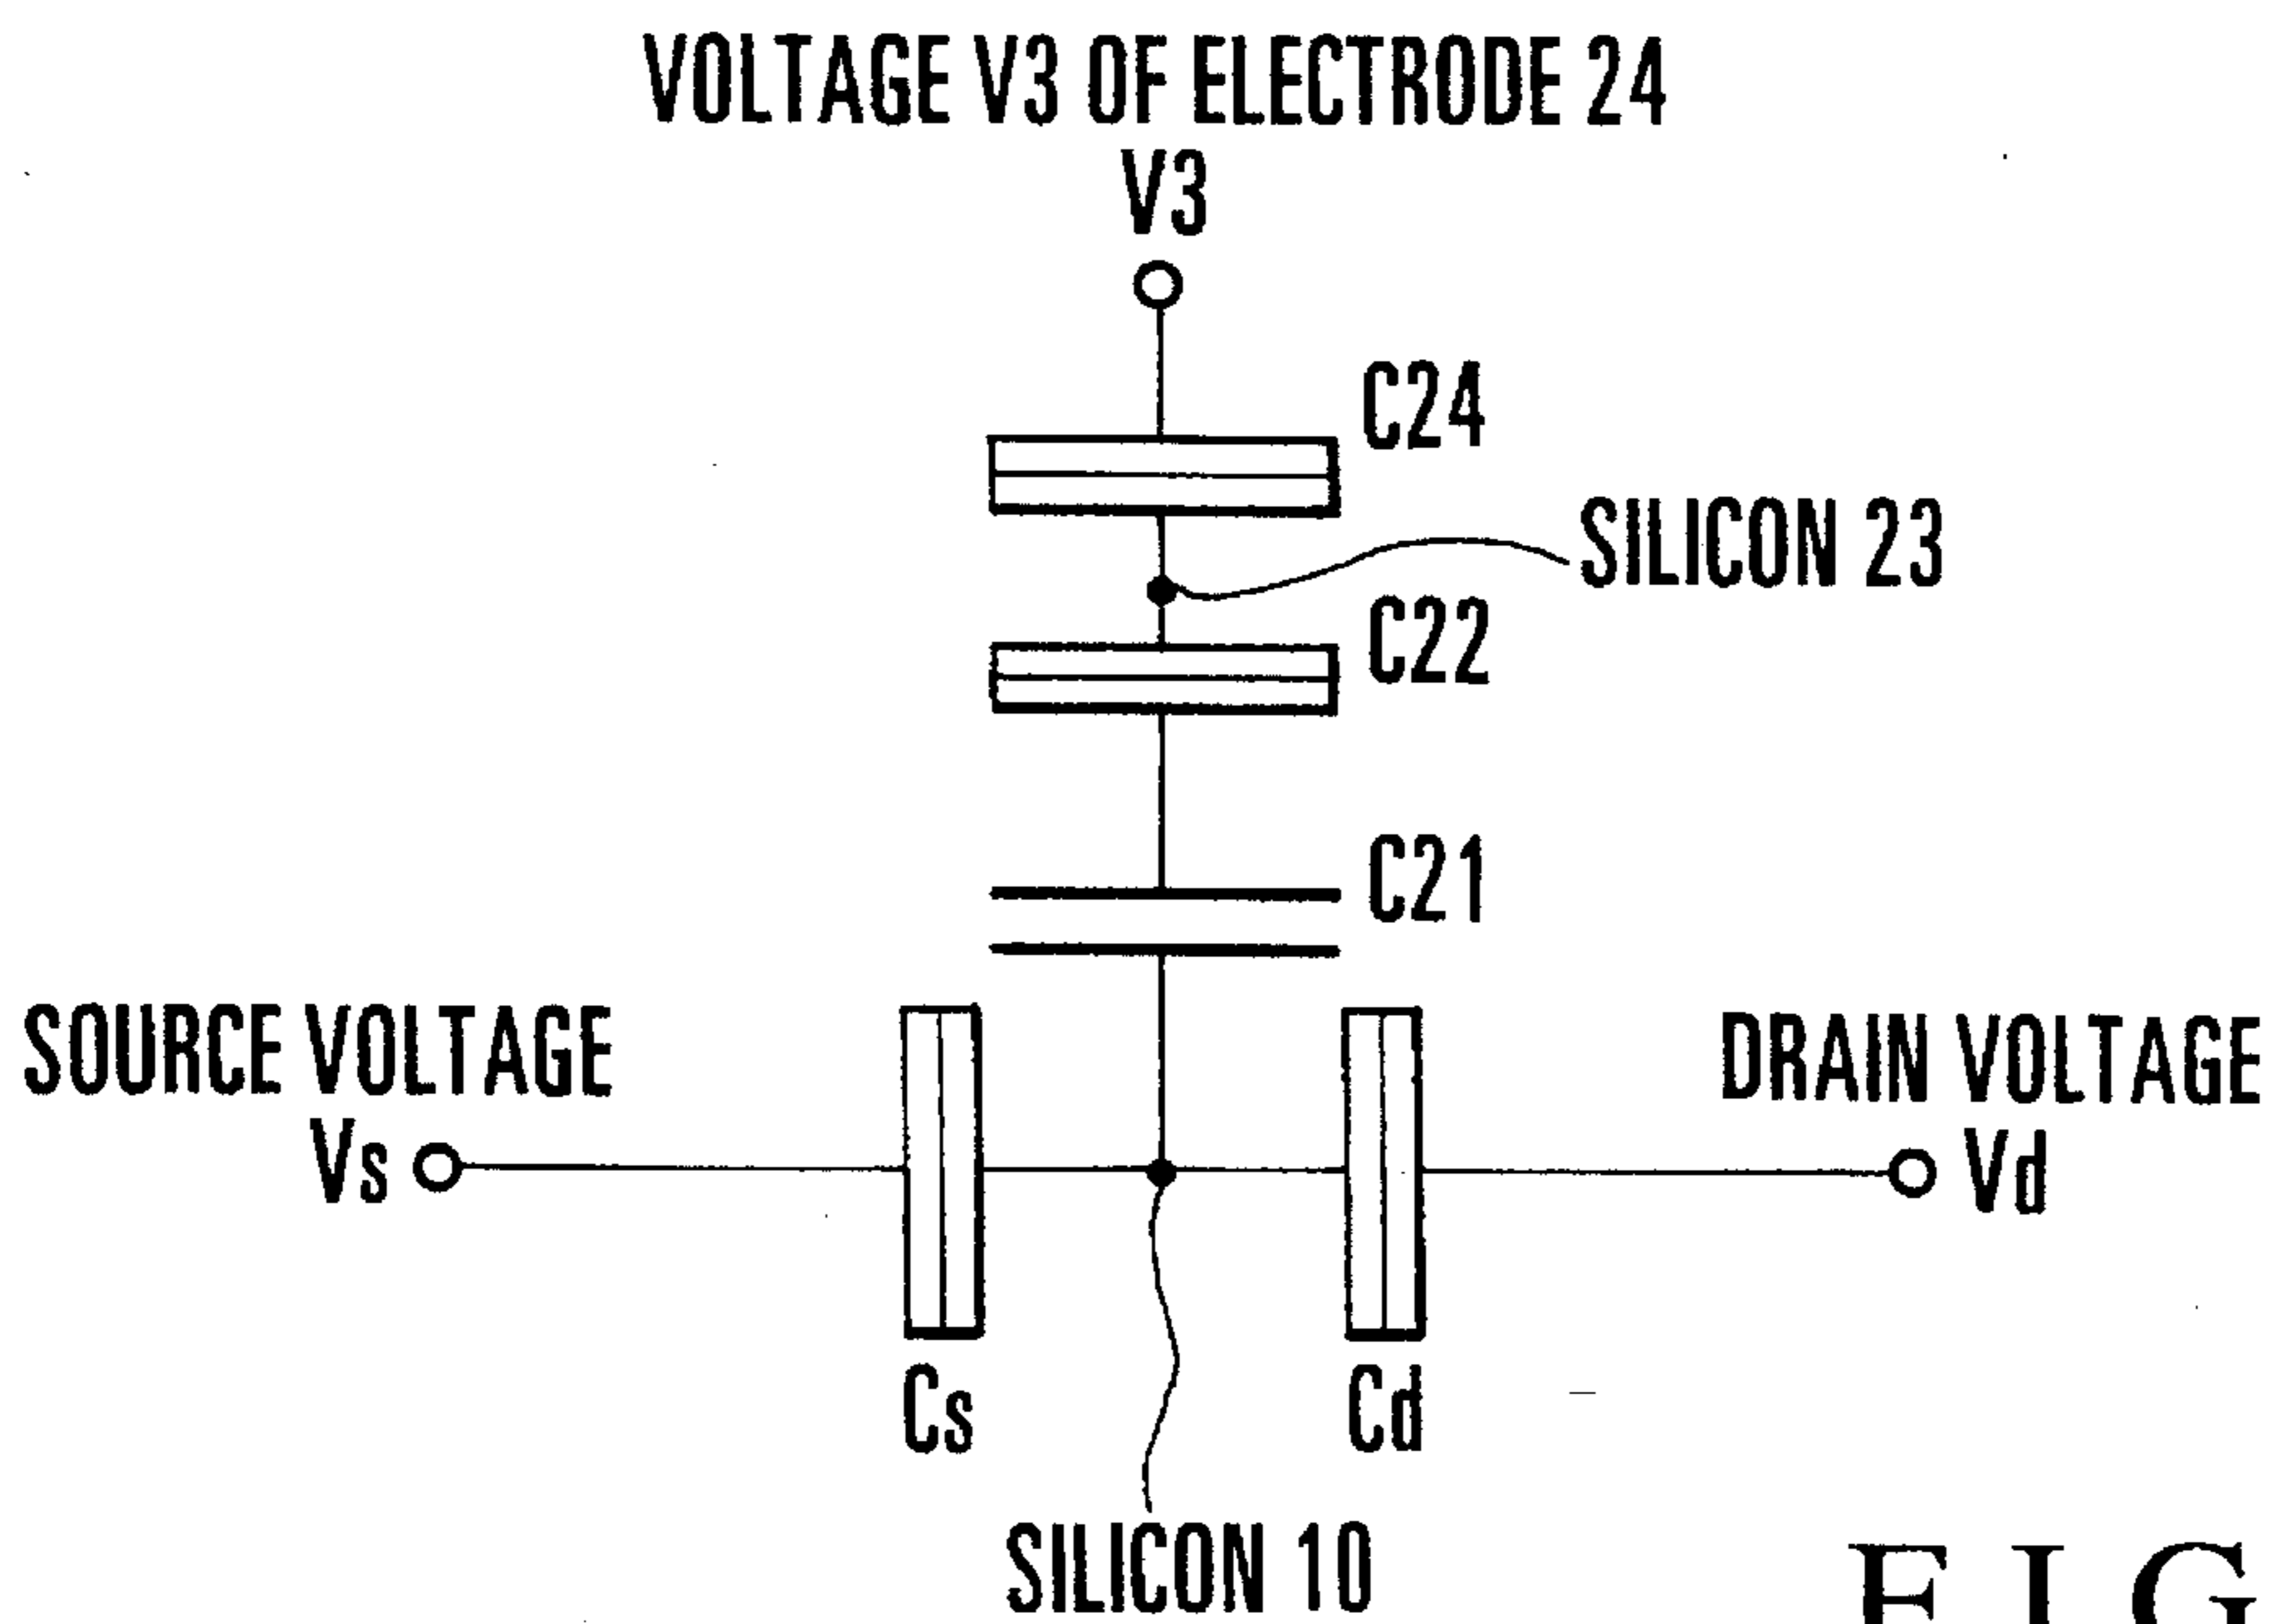 VOLTAGE V3 OF ELECTRODE 24
V3
C24
SILICON 23
C22
C21
SOURCE VOLTAGE
Vs
DRAIN VOLTAGE
Vd
Cs
Cd
SILICON 10
FIG